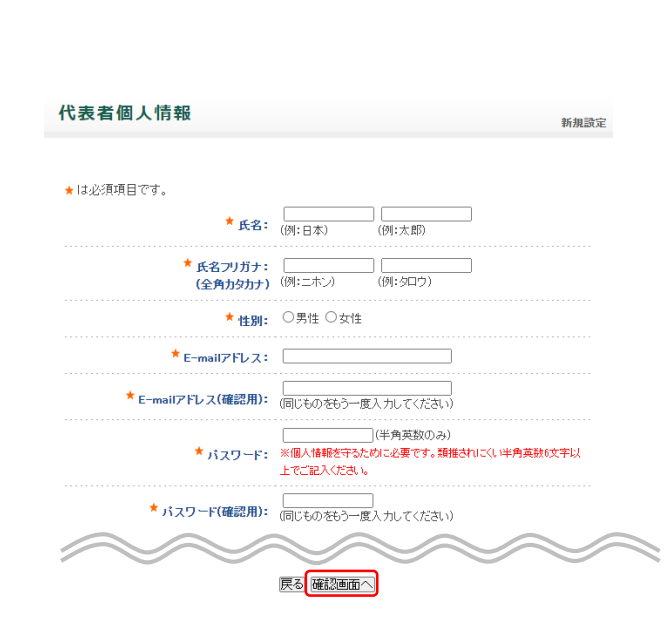 代表者個人情報
新規設定
★は必須項目です。
★ 氏名:
(例:日本) (例:太郎)
★ 氏名フリガナ:
(全角カタカナ) (例:ニホン) (例:タロウ)
★ 性別: ○男性 ○女性
★ E-mailアドレス:
★ E-mailアドレス(確認用):
(同じものをもう一度入力してください)
(半角英数のみ)
★ パスワード: ※個人情報を守るために必要です。類推されにくい半角英数6文字以
上でご記入ください。
★ パスワード(確認用):
(同じものをもう一度入力してください)
戻る 確認画面へ